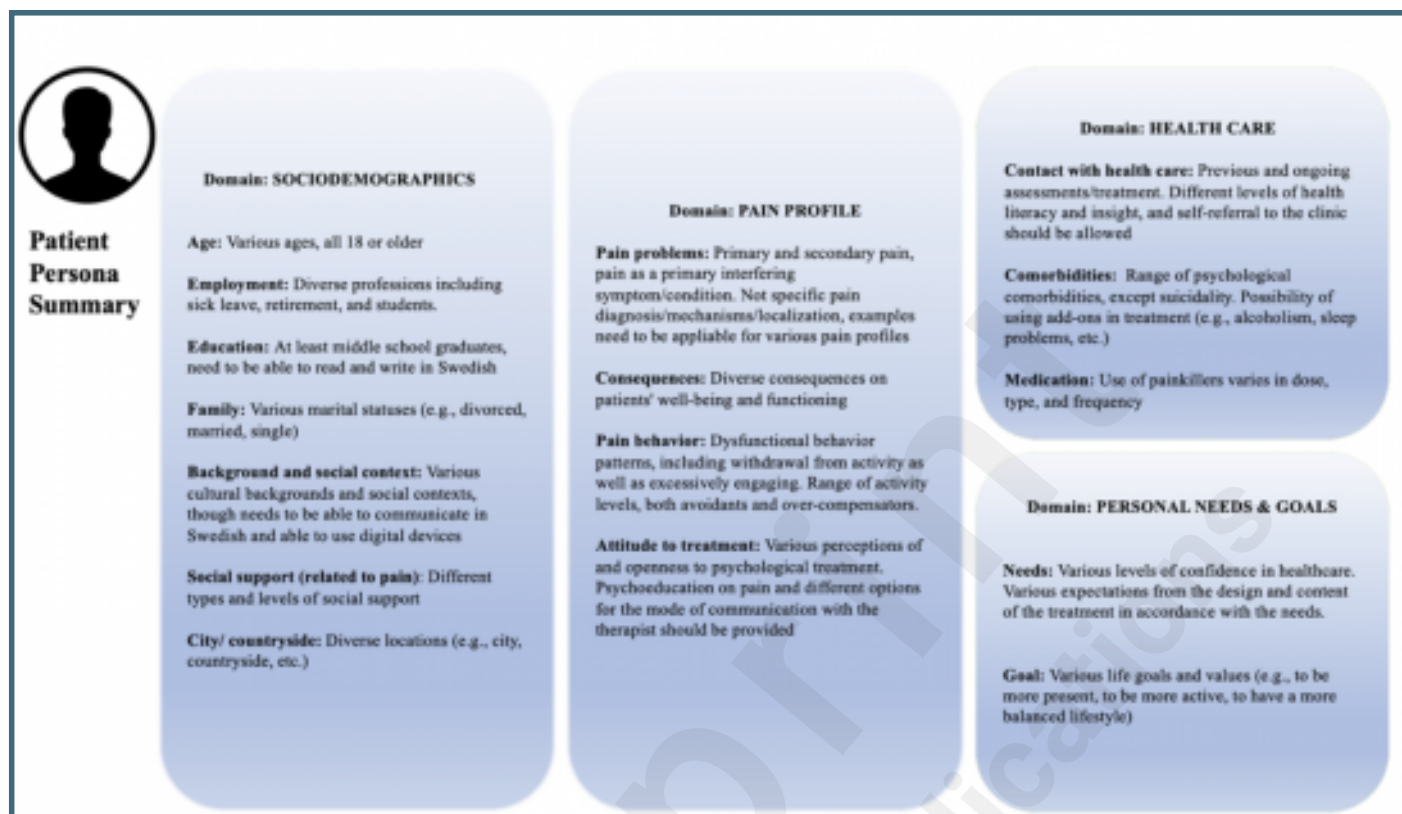 Patient
Persona
Summary
Domain: SOCIODEMOGRAPHICS
Age: Various ages, all 18 or older
Employment: Diverse professions including
sick leave, retirement, and students.
Education: At least middle school graduates,
need to be able to read and write in Swedish
Family: Various marital statuses (e.g., divorced,
married, single)
Background and social context: Various
cultural backgrounds and social contexts,
though needs to be able to communicate in
Swedish and able to use digital devices
Social support (related to pain): Different
types and levels of social support
City/ countryside: Diverse locations (e.g., city,
countryside, etc.)
Domain: PAIN PROFILE
Pain problems: Primary and secondary pain,
pain as a primary interfering
symptom/condition. Not specific pain
diagnosis/mechanisms/localization, examples
need to be appliable for various pain profiles
Consequences: Diverse consequences on
patients' well-being and functioning
Pain behavior: Dysfunctional behavior
patterns, including withdrawal from activity as
well as excessively engaging. Range of activity
levels, both avoidants and over-compensators.
Attitude to treatment: Various perceptions of
and openness to psychological treatment.
Psychoeducation on pain and different options
for the mode of communication with the
therapist should be provided
Domain: HEALTH CARE
Contact with health care: Previous and ongoing
assessments/treatment. Different levels of health
literacy and insight, and self-referral to the clinic
should be allowed
Comorbidities: Range of psychological
comorbidities, except suicidality. Possibility of
using add-ons in treatment (e.g., alcoholism, sleep
problems, etc.)
Medication: Use of painkillers varies in dose,
type, and frequency
Domain: PERSONAL NEEDS & GOALS
Needs: Various levels of confidence in healthcare.
Various expectations from the design and content
of the treatment in accordance with the needs.
Goal: Various life goals and values (e.g., to be
more present, to be more active, to have a more
balanced lifestyle)
print
lications